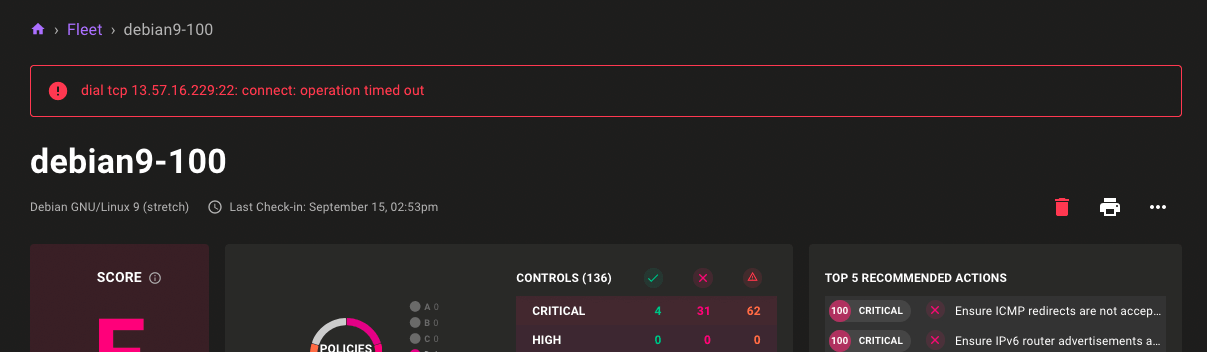 › Fleet › debian9-100
dial tcp 13.57.16.229:22: connect: operation timed out
debian9-100
Debian GNU/Linux 9 (stretch) Last Check-in: September 15, 02:53pm
SCORE
F
POLICIES
A 0
B 0
C 0
CONTROLS (136)
CRITICAL 4 31 62
HIGH 0 0 0
TOP 5 RECOMMENDED ACTIONS
100 CRITICAL Ensure ICMP redirects are not accep...
100 CRITICAL Ensure IPv6 router advertisements a...